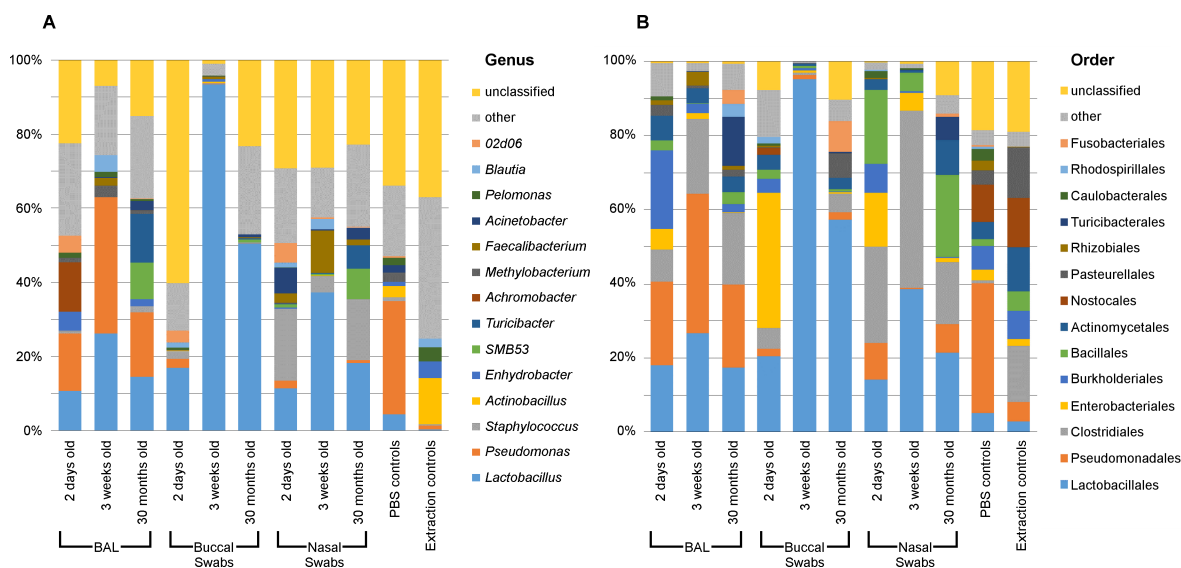 A
B
Genus
100%
80%
60%
40%
20%
0%
unclassified
other
02d06
Blautia
Pelomonas
Acinetobacter
Faecalibacterium
Methylobacterium
Achromobacter
Turicibacter
SMB53
Enhydrobacter
Actinobacillus
Staphylococcus
Pseudomonas
Lactobacillus
2 days old
3 weeks old
30 months old
2 days old
3 weeks old
30 months old
2 days old
3 weeks old
30 months old
PBS controls
Extraction controls
BAL
Buccal
Swabs
Nasal
Swabs
Order
100%
80%
60%
40%
20%
0%
unclassified
other
Fusobacteriales
Rhodospirillales
Caulobacterales
Turicibacterales
Rhizobiales
Pasteurellales
Nostocales
Actinomycetales
Bacillales
Burkholderiales
Enterobacteriales
Clostridiales
Pseudomonadales
Lactobacillales
2 days old
3 weeks old
30 months old
2 days old
3 weeks old
30 months old
2 days old
3 weeks old
30 months old
PBS controls
Extraction controls
BAL
Buccal
Swabs
Nasal
Swabs